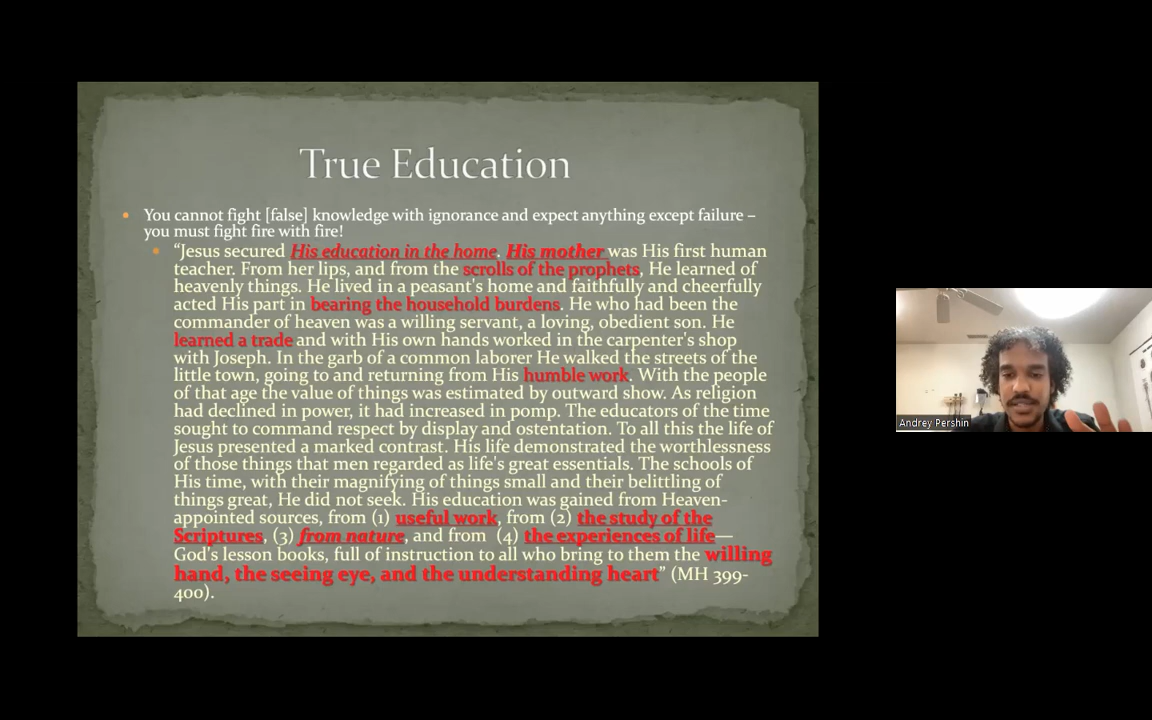 True Education
You cannot fight [false] knowledge with ignorance and expect anything except failure –
you must fight fire with fire!
“Jesus secured His education in the home. His mother was His first human
teacher. From her lips, and from the scrolls of the prophets, He learned of
heavenly things. He lived in a peasant's home and faithfully and cheerfully
acted His part in bearing the household burdens. He who had been the
commander of heaven was a willing servant, a loving, obedient son. He
learned a trade and with His own hands worked in the carpenter's shop
with Joseph. In the garb of a common laborer He walked the streets of the
little town, going to and returning from His humble work. With the people
of that age the value of things was estimated by outward show. As religion
had declined in power, it had increased in pomp. The educators of the time
sought to command respect by display and ostentation. To all this the life of
Jesus presented a marked contrast. His life demonstrated the worthlessness
of those things that men regarded as life's great essentials. The schools of
His time, with their magnifying of things small and their belittling of
things great, He did not seek. His education was gained from Heaven-
appointed sources, from (1) useful work, from (2) the study of the
Scriptures, (3) from nature, and from (4) the experiences of life—
God's lesson books, full of instruction to all who bring to them the willing
hand, the seeing eye, and the understanding heart” (MH 399-
400).
Andrey Pershin